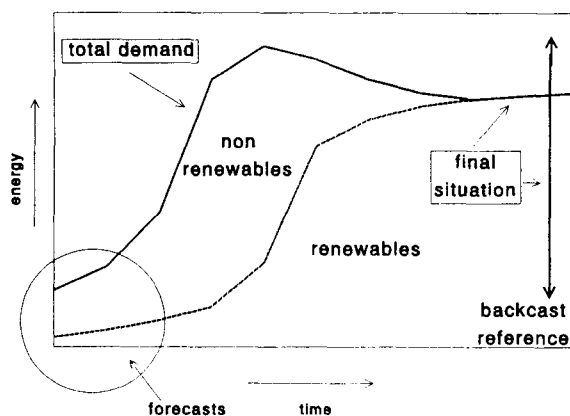 total demand
non
renewables
final
situation
energy
renewables
backcast
reference
forecasts
time